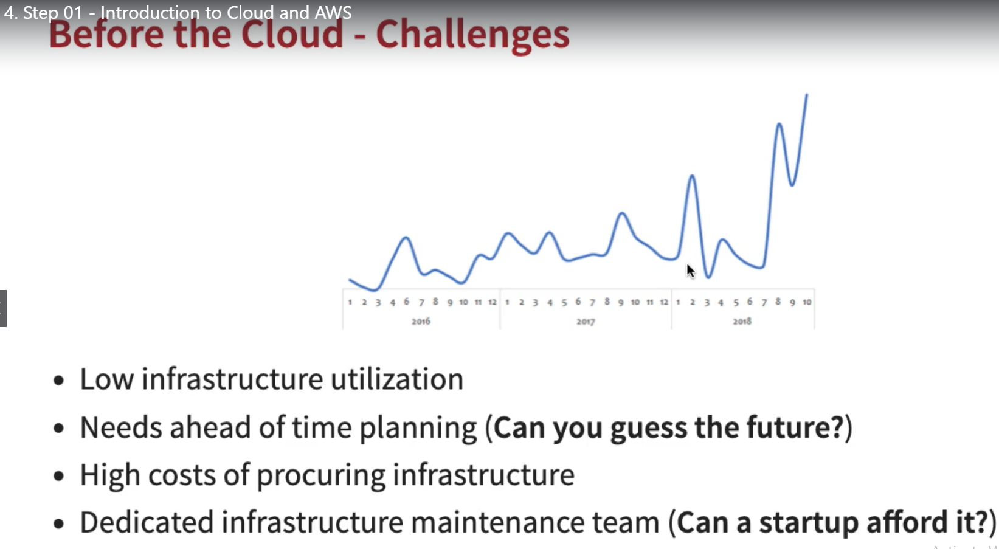 4. Step 01 - Introduction to Cloud and AWS
Before the Cloud - Challenges
1 2 3 4 6 7 8 9 10 11 12 1 2 3 4 5 6 7 8 9 10 11 12 1 2 3 4 5 6 7 8 9 10
2016 2017 2018
• Low infrastructure utilization
• Needs ahead of time planning (Can you guess the future?)
• High costs of procuring infrastructure
• Dedicated infrastructure maintenance team (Can a startup afford it?)